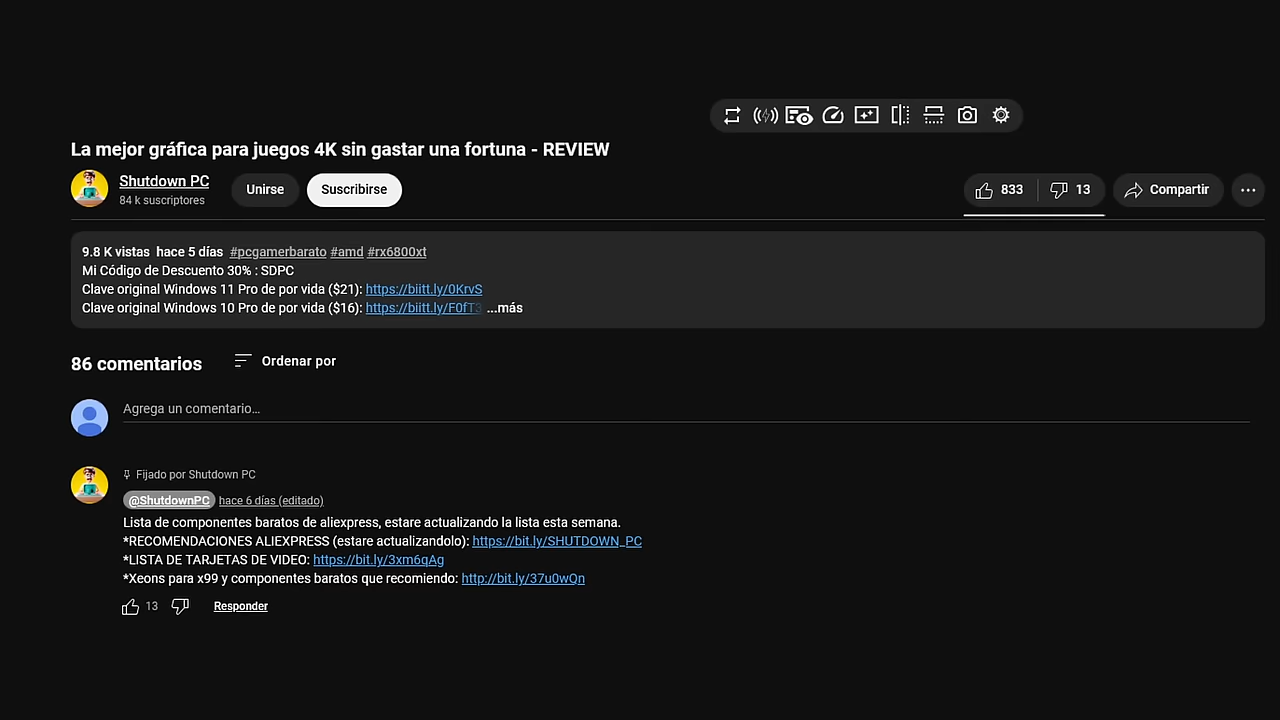 La mejor gráfica para juegos 4K sin gastar una fortuna - REVIEW
Shutdown PC
84 k suscriptores
Unirse
Suscribirse
833
13
Compartir
9.8 K vistas hace 5 días #pcgamerbarato #amd #rx6800xt
Mi Código de Descuento 30% : SDPC
Clave original Windows 11 Pro de por vida ($21): https://biitt.ly/0KrvS
Clave original Windows 10 Pro de por vida ($16): https://biitt.ly/F0fT3 ...más
86 comentarios
Ordenar por
Agrega un comentario...
Fijado por Shutdown PC
@ShutdownPC hace 6 días (editado)
Lista de componentes baratos de aliexpress, estare actualizando la lista esta semana.
*RECOMENDACIONES ALIEXPRESS (estare actualizandolo): https://bit.ly/SHUTDOWN_PC
*LISTA DE TARJETAS DE VIDEO: https://bit.ly/3xm6qAg
*Xeons para x99 y componentes baratos que recomiendo: http://bit.ly/37u0wQn
13
Responder